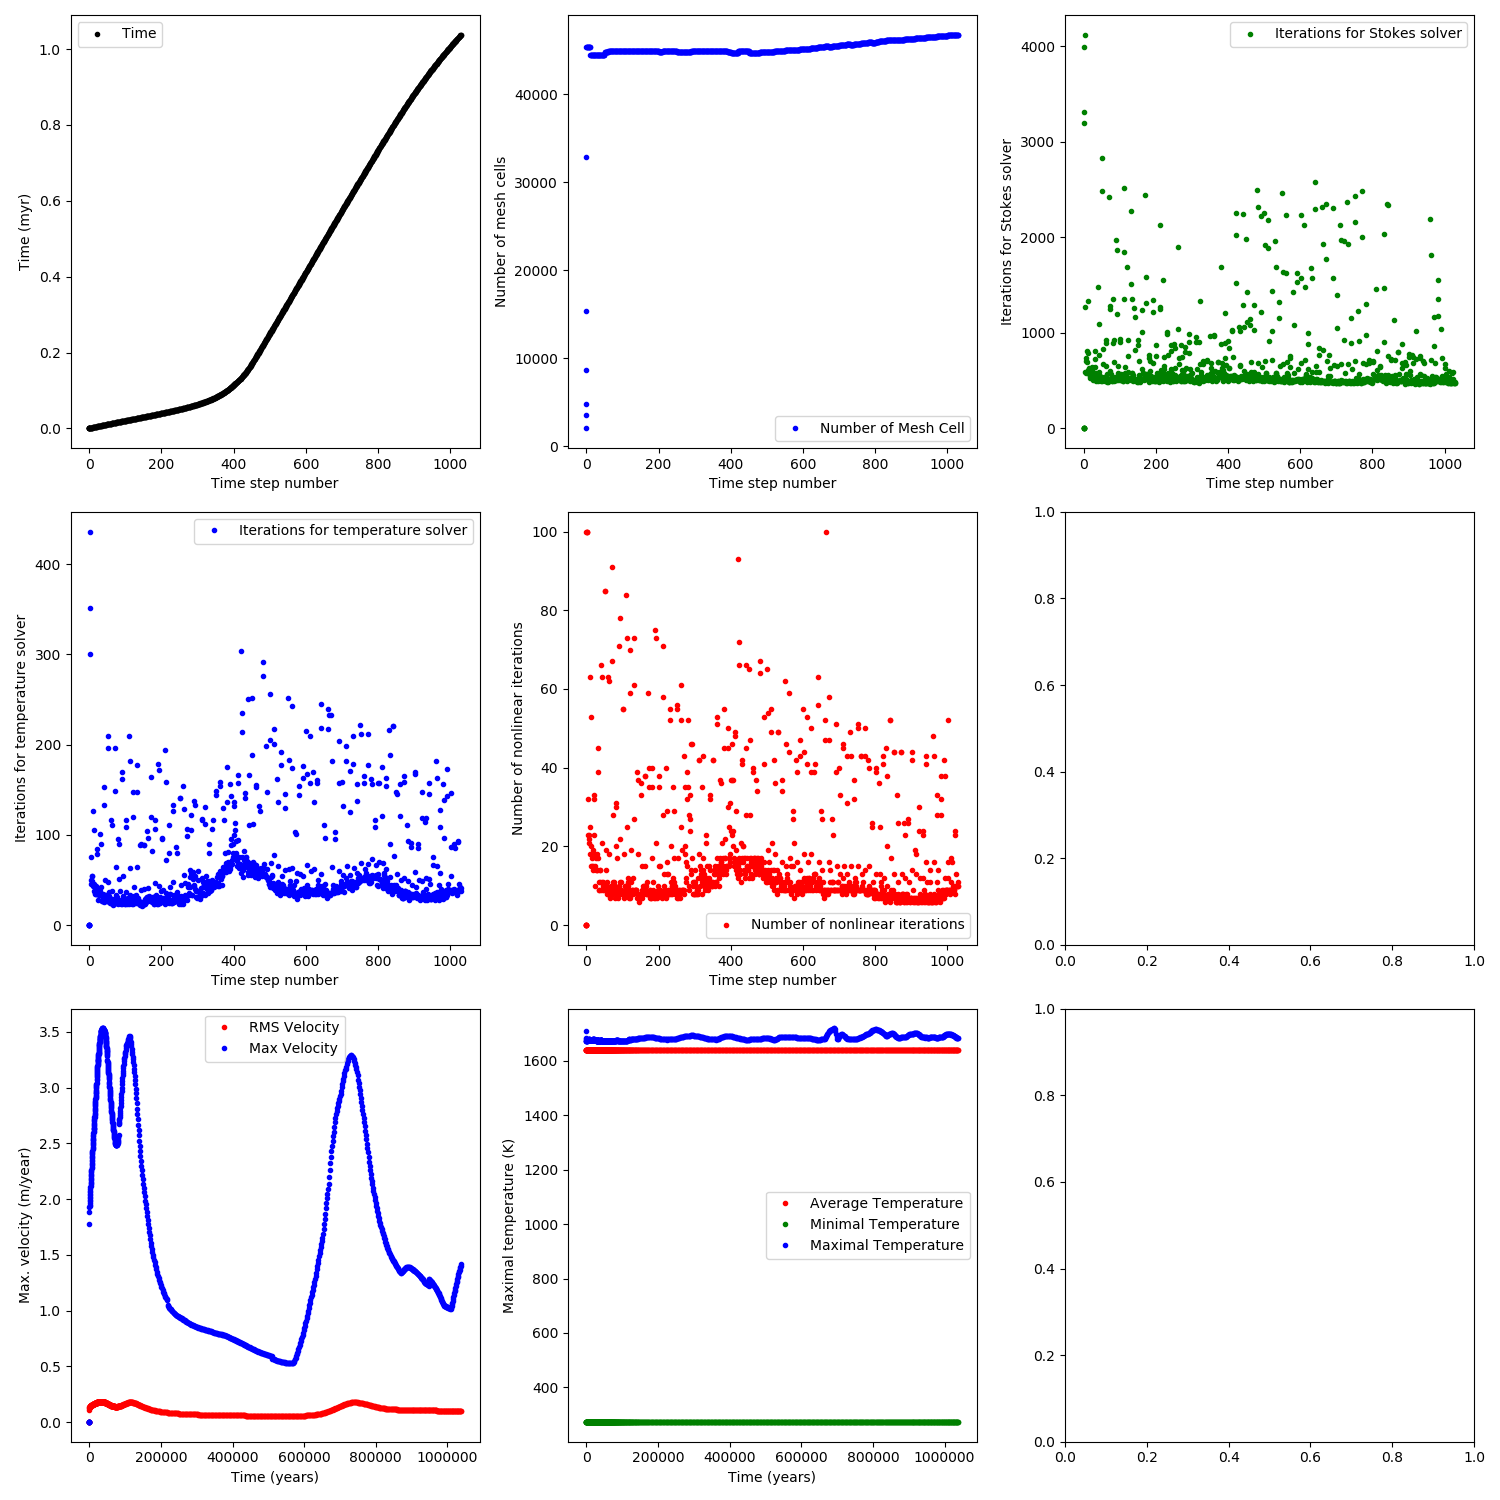 Time
Time (myr)
1.0
0.8
0.6
0.4
0.2
0.0
0 200 400 600 800 1000
Time step number
Number of Mesh Cell
Number of mesh cells
40000
30000
20000
10000
0
0 200 400 600 800 1000
Time step number
Iterations for Stokes solver
Iterations for Stokes solver
4000
3000
2000
1000
0
0 200 400 600 800 1000
Time step number
Iterations for temperature solver
Iterations for temperature solver
400
300
200
100
0
0 200 400 600 800 1000
Time step number
Number of nonlinear iterations
Number of nonlinear iterations
100
80
60
40
20
0
0 200 400 600 800 1000
Time step number
1.0
0.8
0.6
0.4
0.2
0.0
0.0 0.2 0.4 0.6 0.8 1.0
RMS Velocity
Max Velocity
Max. velocity (m/year)
3.5
3.0
2.5
2.0
1.5
1.0
0.5
0.0
0 200000 400000 600000 800000 1000000
Time (years)
Average Temperature
Minimal Temperature
Maximal Temperature
Maximal temperature (K)
1600
1400
1200
1000
800
600
400
0 200000 400000 600000 800000 1000000
Time (years)
1.0
0.8
0.6
0.4
0.2
0.0
0.0 0.2 0.4 0.6 0.8 1.0